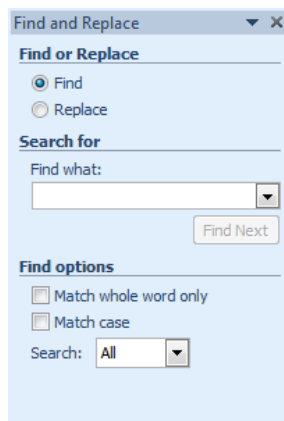 Find and Replace
Find or Replace
Find
Replace
Search for
Find what:
Find Next
Find options
Match whole word only
Match case
Search: All